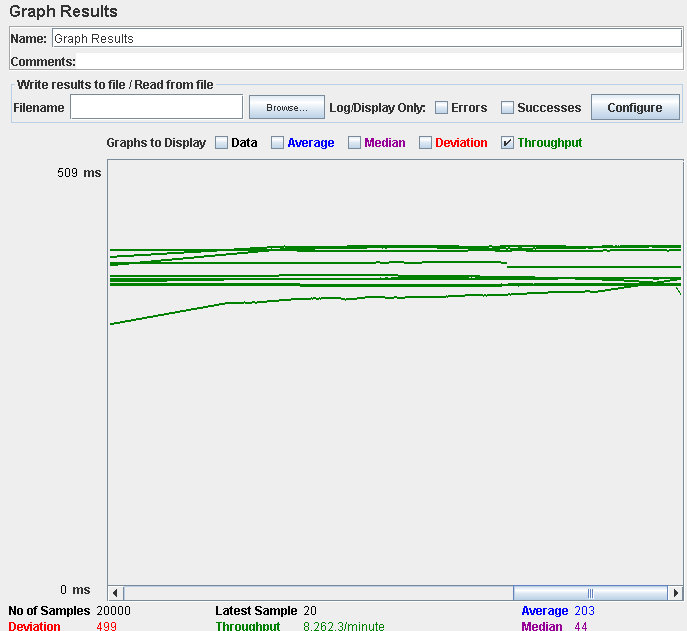 Graph Results
Name: Graph Results
Comments:
Write results to file / Read from file
Filename Browse... Log/Display Only: Errors Successes Configure
Graphs to Display Data Average Median Deviation Throughput
509 ms
0 ms
No of Samples 20000 Latest Sample 20 Average 203
Deviation 499 Throughput 8.262.3/minute Median 44